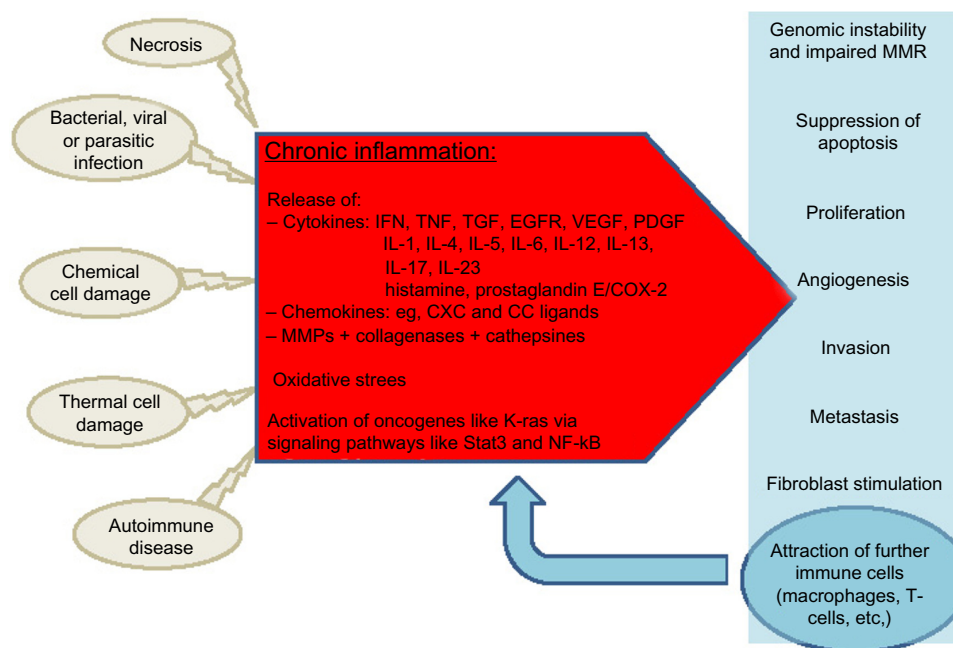 Necrosis
Bacterial, viral
or parasitic
infection
Chemical
cell damage
Thermal cell
damage
Autoimmune
disease
Chronic inflammation:
Release of:
– Cytokines: IFN, TNF, TGF, EGFR, VEGF, PDGF
IL-1, IL-4, IL-5, IL-6, IL-12, IL-13,
IL-17, IL-23
histamine, prostaglandin E/COX-2
– Chemokines: eg, CXC and CC ligands
– MMPs + collagenases + cathepsines
Oxidative strees
Activation of oncogenes like K-ras via
signaling pathways like Stat3 and NF-kB
Genomic instability
and impaired MMR
Suppression of
apoptosis
Proliferation
Angiogenesis
Invasion
Metastasis
Fibroblast stimulation
Attraction of further
immune cells
(macrophages, T-
cells, etc,)